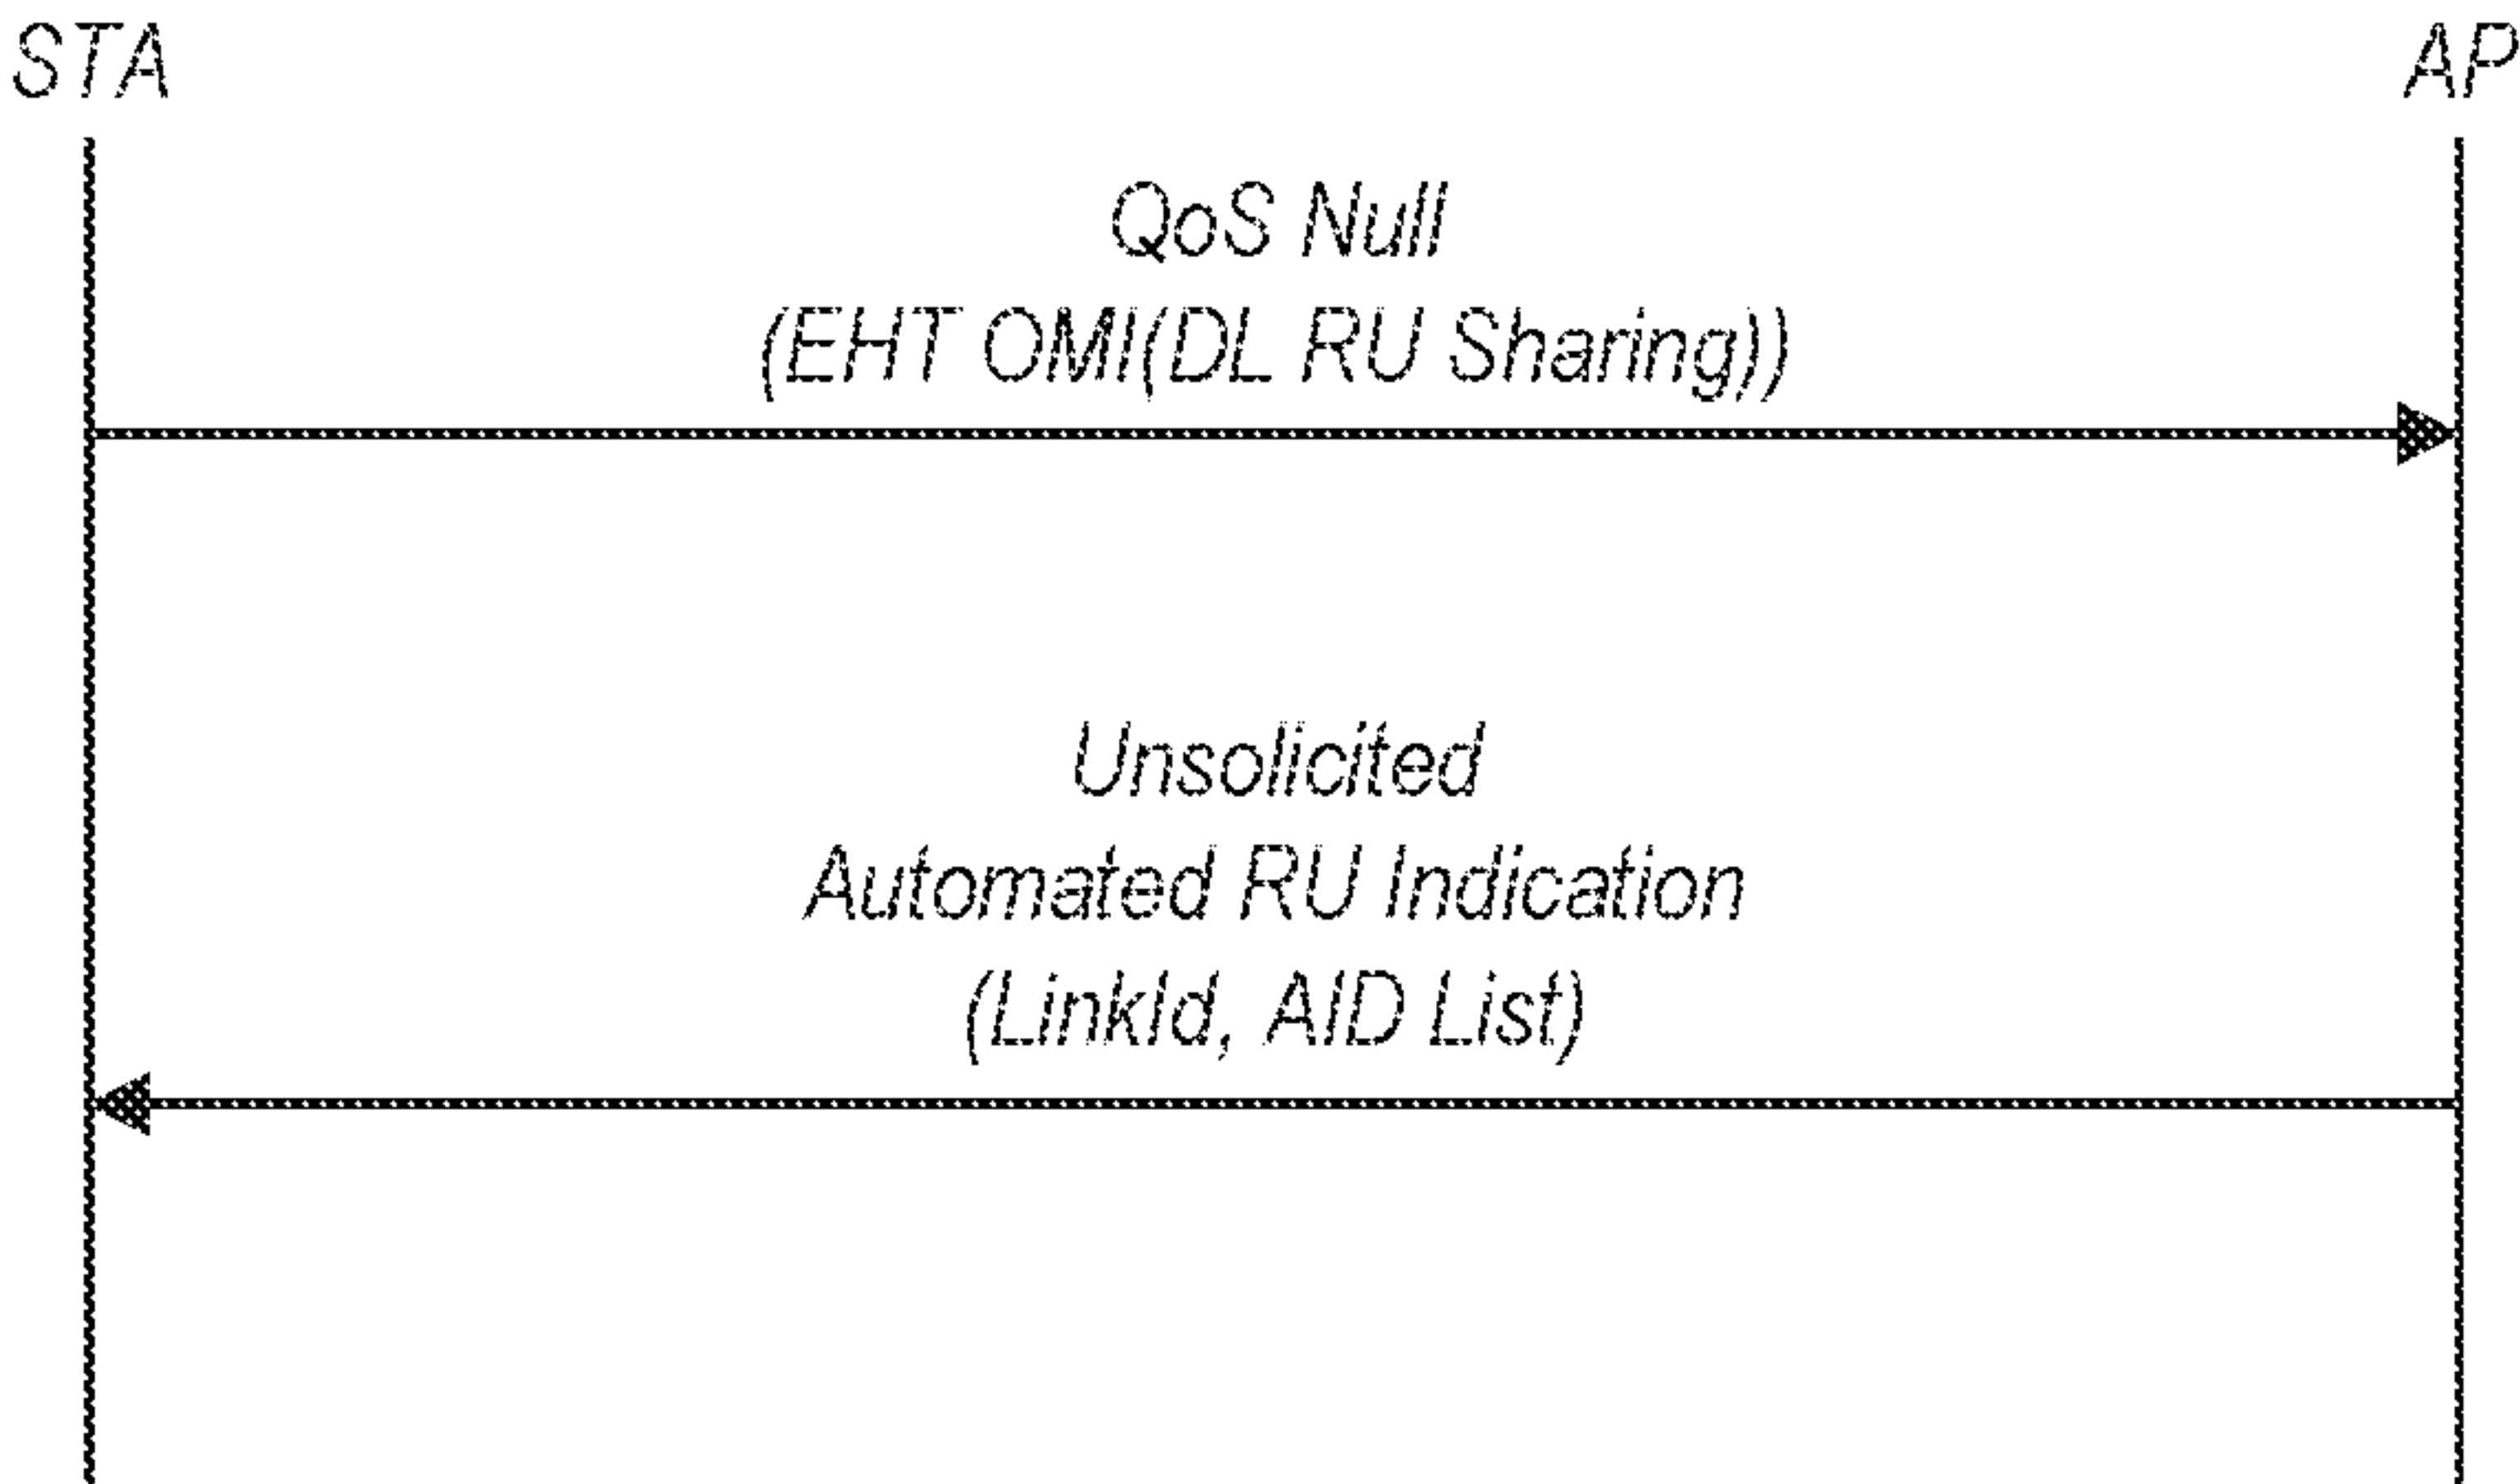 STA
AP
QoS Null
(EHT OMI(DL RU Sharing))
Unsolicited
Automated RU Indication
(LinkId, AID List)